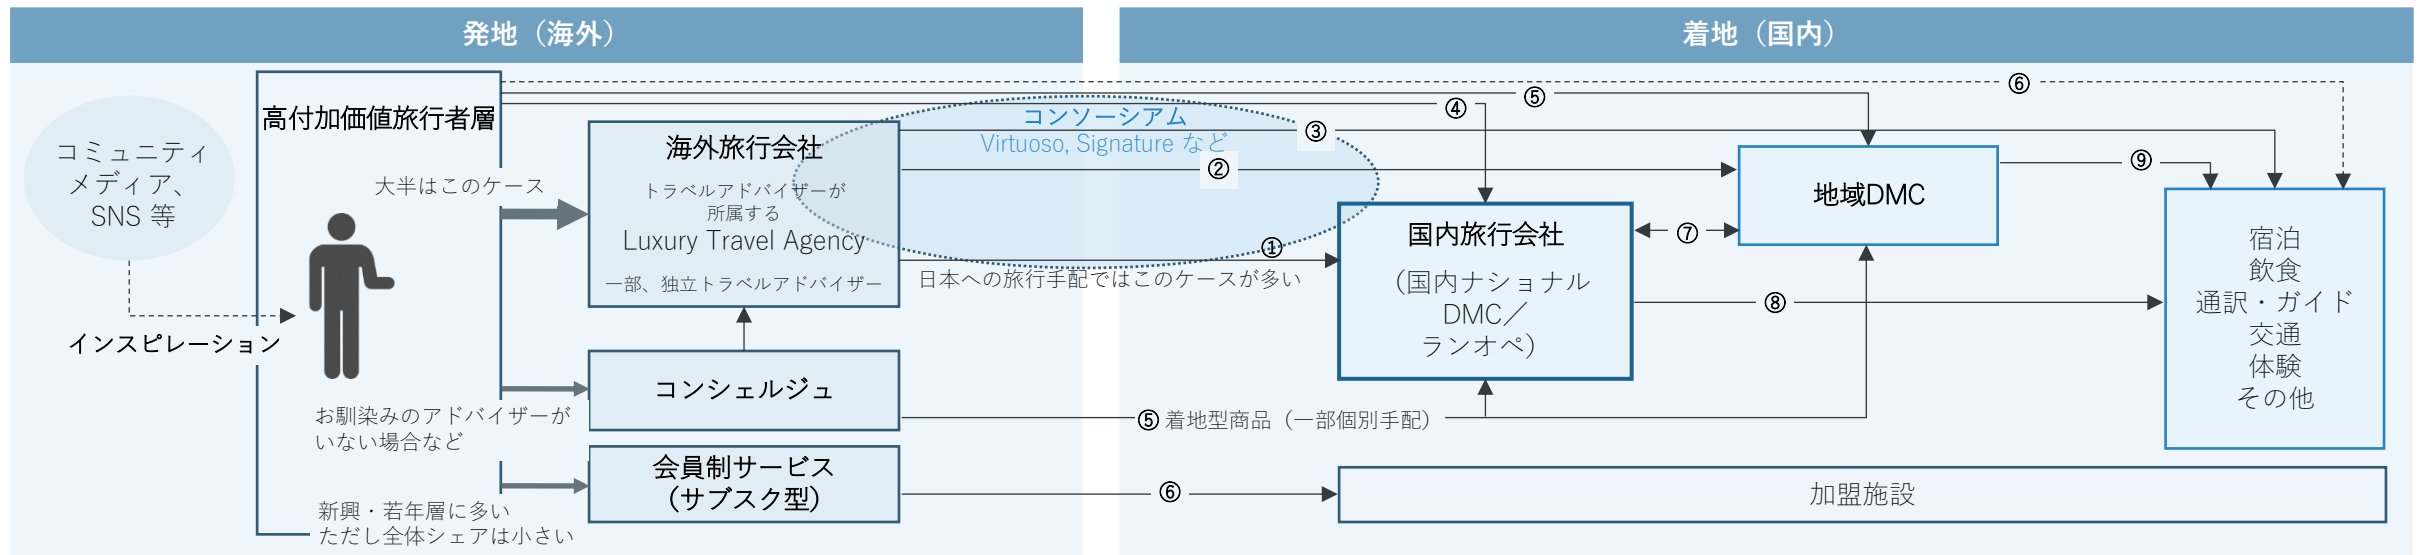 発地（海外）
着地（国内）
高付加価値旅行者層
コミュニティ
メディア、
SNS 等
インスピレーション
大半はこのケース
お馴染みのアドバイザーが
いない場合など
新興・若年層に多い
ただし全体シェアは小さい
海外旅行会社
トラベルアドバイザーが
所属する
Luxury Travel Agency
一部、独立トラベルアドバイザー
コンシェルジュ
会員制サービス
（サブスク型）
コンソーシアム
Virtuoso, Signature など
⑥
⑤
④
③
②
①
日本への旅行手配ではこのケースが多い
⑤ 着地型商品（一部個別手配）
⑥
国内旅行会社
（国内ナショナル
DMC／
ランオペ）
⑦
⑧
地域DMC
⑨
宿泊
飲食
通訳・ガイド
交通
体験
その他
加盟施設